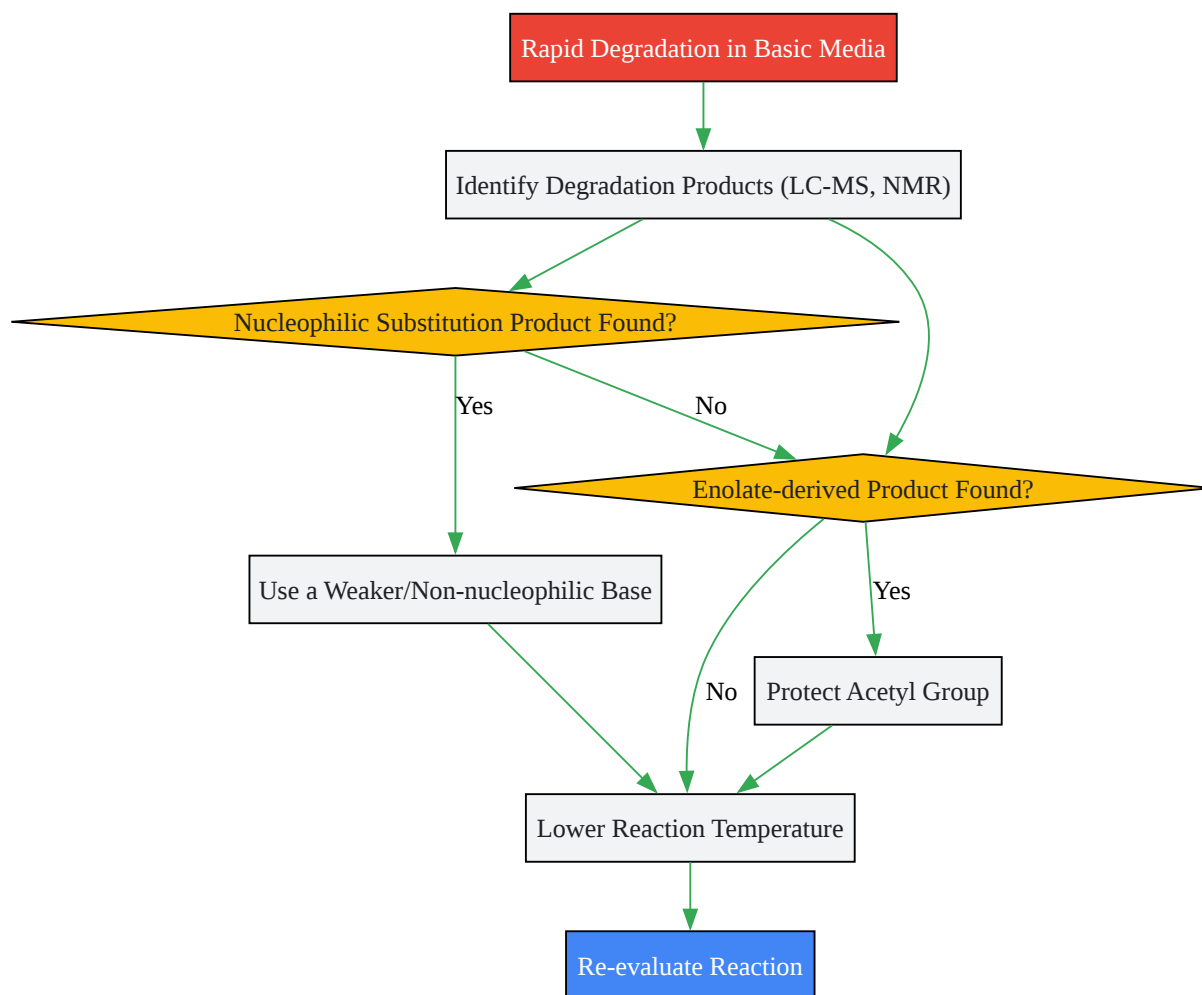 Rapid Degradation in Basic Media
Identify Degradation Products (LC-MS, NMR)
Nucleophilic Substitution Product Found?
Yes
No
Enolate-derived Product Found?
Use a Weaker/Non-nucleophilic Base
Yes
No
Protect Acetyl Group
Lower Reaction Temperature
Re-evaluate Reaction